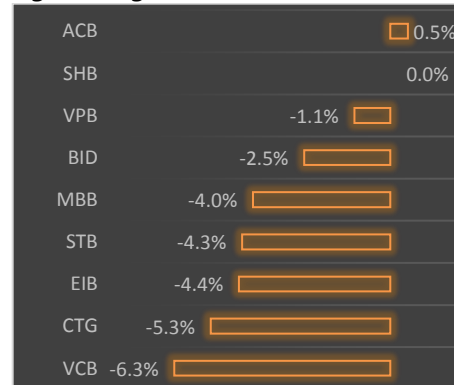 ACB 0.5%
SHB 0.0%
VPB -1.1%
BID -2.5%
MBB -4.0%
STB -4.3%
EIB -4.4%
CTG -5.3%
VCB -6.3%